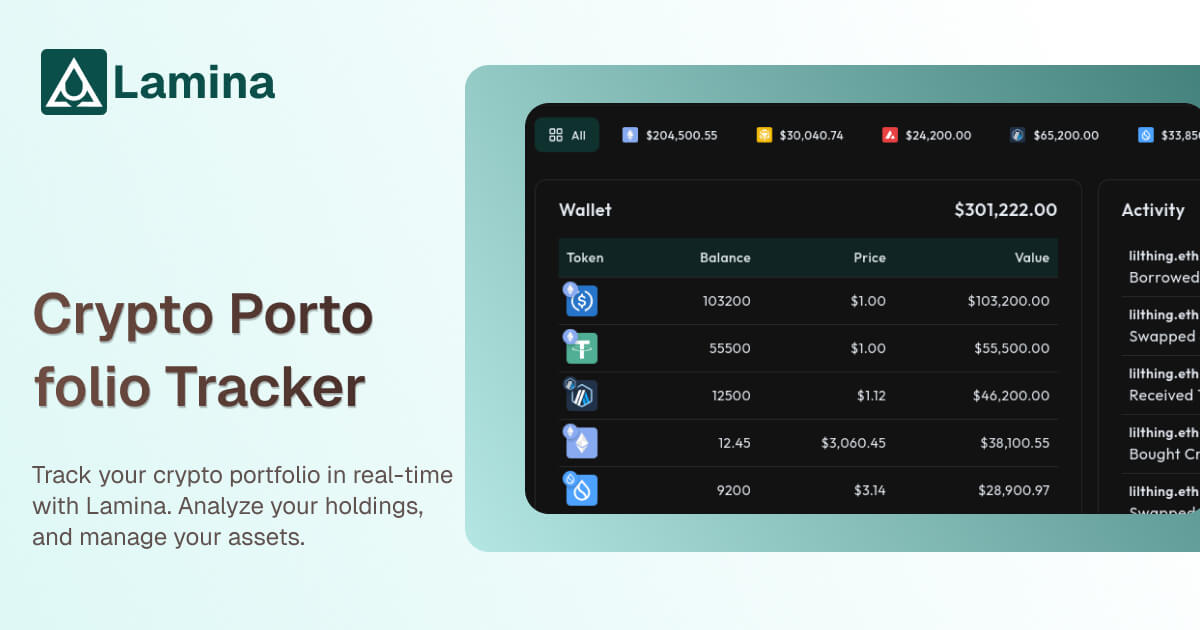 Lamina
Crypto Porto
folio Tracker
Track your crypto portfolio in real-time
with Lamina. Analyze your holdings,
and manage your assets.
All $204,500.55 $30,040.74 $24,200.00 $65,200.00 $33,85
Wallet $301,222.00
Token Balance Price Value
103200 $1.00 $103,200.00
55500 $1.00 $55,500.00
12500 $1.12 $46,200.00
12.45 $3,060.45 $38,100.55
9200 $3.14 $28,900.97
Activity
lilthing.eth
Borrowed
lilthing.eth
Swapped
lilthing.eth
Received
lilthing.eth
Bought Cr
lilthing.eth
Swapped